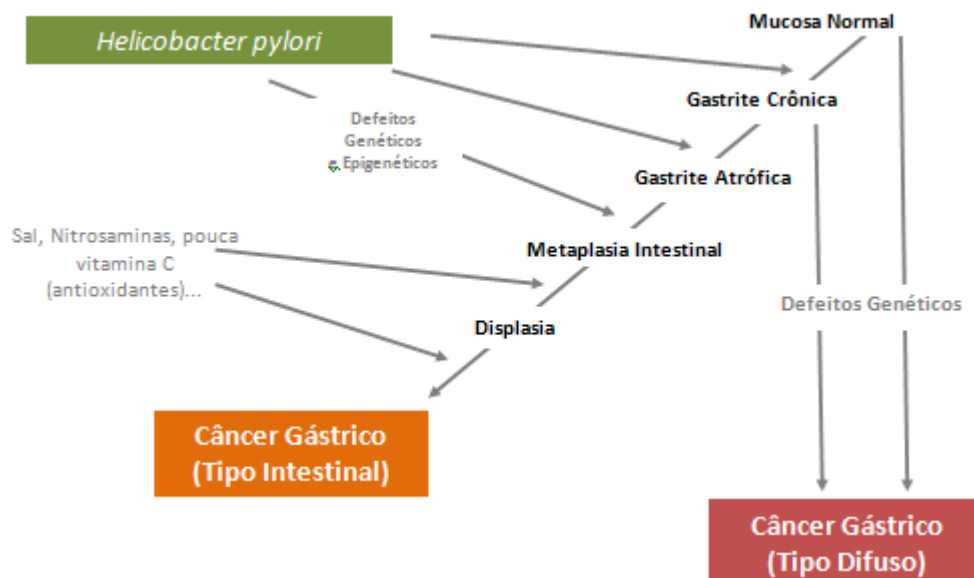 Helicobacter pylori
Mucosa Normal
Gastrite Crônica
Defeitos
Genéticos
e Epigenéticos
Gastrite Atrófica
Sal, Nitrosaminas, pouca
vitamina C
(antioxidantes)...
Metaplasia Intestinal
Displasia
Defeitos Genéticos
Câncer Gástrico
(Tipo Intestinal)
Câncer Gástrico
(Tipo Difuso)